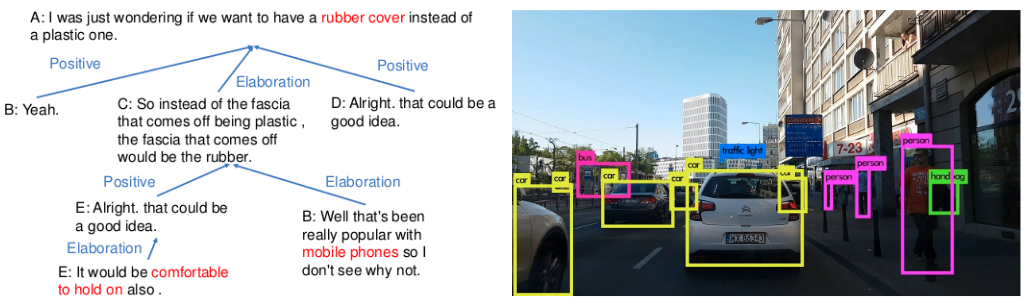 A: I was just wondering if we want to have a rubber cover instead of
a plastic one.
Positive
Elaboration
Positive
B: Yeah.
C: So instead of the fascia
that comes off being plastic ,
the fascia that comes off
would be the rubber.
D: Alright. that could be a
good idea.
Positive
Elaboration
E: Alright. that could be
a good idea.
B: Well that's been
really popular with
mobile phones so I
don't see why not.
Elaboration
E: It would be comfortable
to hold on also .
bus
traffic light
car
car
car
car
car
car
person
person
person
handbag
7-23
WX 86343